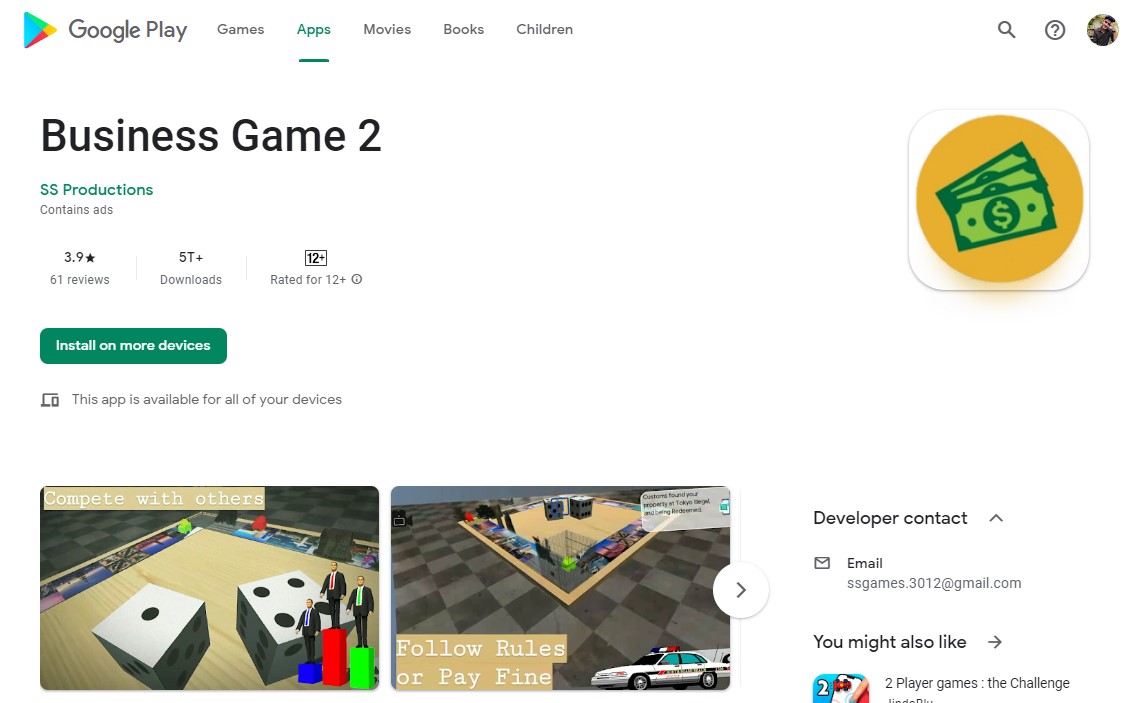 Google Play
Games
Apps
Movies
Books
Children
Business Game 2
SS Productions
Contains ads
3.9★
61 reviews
5T+
Downloads
12+
Rated for 12+
Install on more devices
This app is available for all of your devices
Compete with others
Customs found your
property at Tokyo Illegal,
and being Redeemed.
Follow Rules
or Pay Fine
Developer contact
Email
ssgames.3012@gmail.com
You might also like
2
2 Player games : the Challenge
JindoBlu